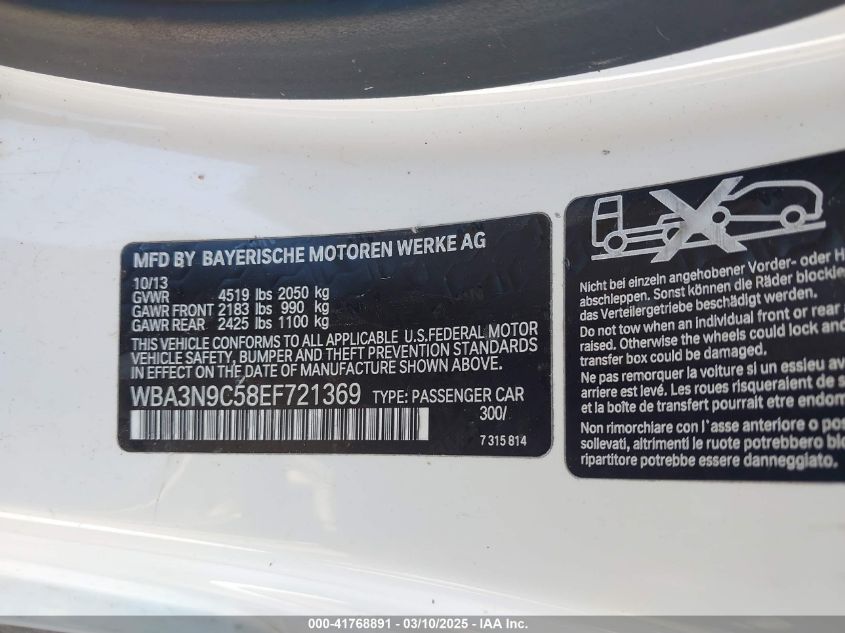 MFD BY BAYERISCHE MOTOREN WERKE AG
10/13
GVWR 4519 lbs 2050 kg
GAWR FRONT 2183 lbs 990 kg
GAWR REAR 2425 lbs 1100 kg
THIS VEHICLE CONFORMS TO ALL APPLICABLE U.S.FEDERAL MOTOR
VEHICLE SAFETY, BUMPER AND THEFT PREVENTION STANDARDS
IN EFFECT ON THE DATE OF MANUFACTURE SHOWN ABOVE.
WBA3N9C58EF721369 TYPE: PASSENGER CAR
300/
7 315 814
Nicht bei einzeln angehobener Vorder- oder
abschleppen. Sonst können die Räder
das Verteilergetriebe beschädigt werden.
Do not tow when an individual front or rear
raised. Otherwise the wheels could lock and
transfer box could be damaged.
Ne pas remorquer la voiture si un essieu
arriere est levé. Les roues risqueraient de
et la boîte de transfert pourrait etre
Non rimorchiare con l'asse anteriore o
sollevati, altrimenti le ruote potrebbero
ripartitore potrebbe essere danneggiato.
000-41768891 - 03/10/2025 - IAA Inc.